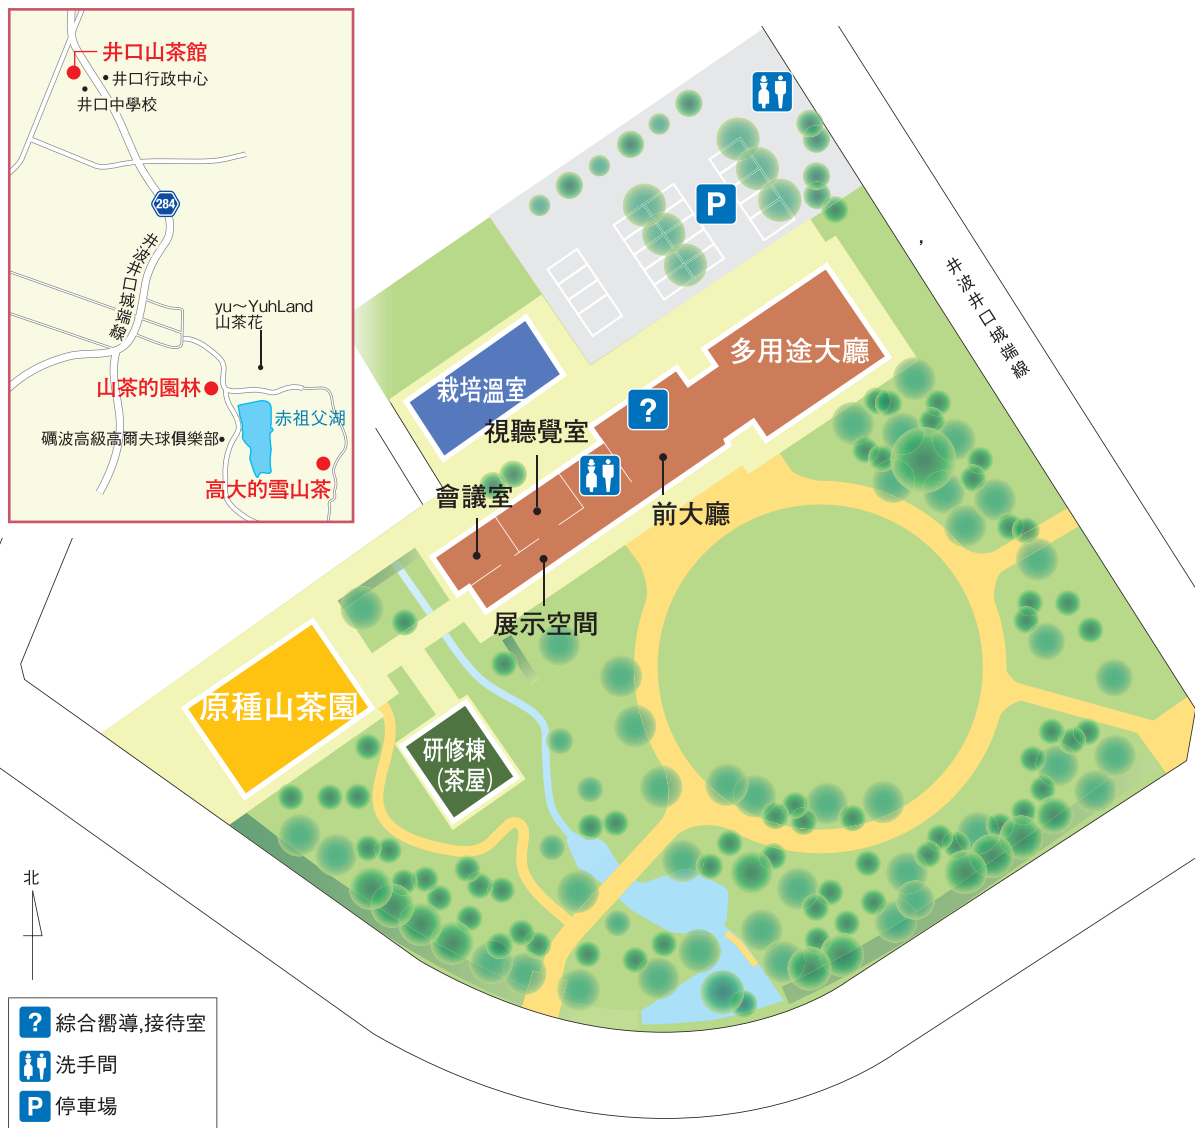 井口山茶館
井口行政中心
井口中學校
284
井波井口城端線
yu～YuhLand
山茶花
山茶的園林
赤祖父湖
礪波高級高爾夫球俱樂部
高大的雪山茶
P
井波井口城端線
多用途大廳
栽培溫室
?
視聽覺室
會議室
前大廳
展示空間
原種山茶園
研修棟
(茶屋)
北
? 綜合嚮導,接待室
洗手間
P 停車場